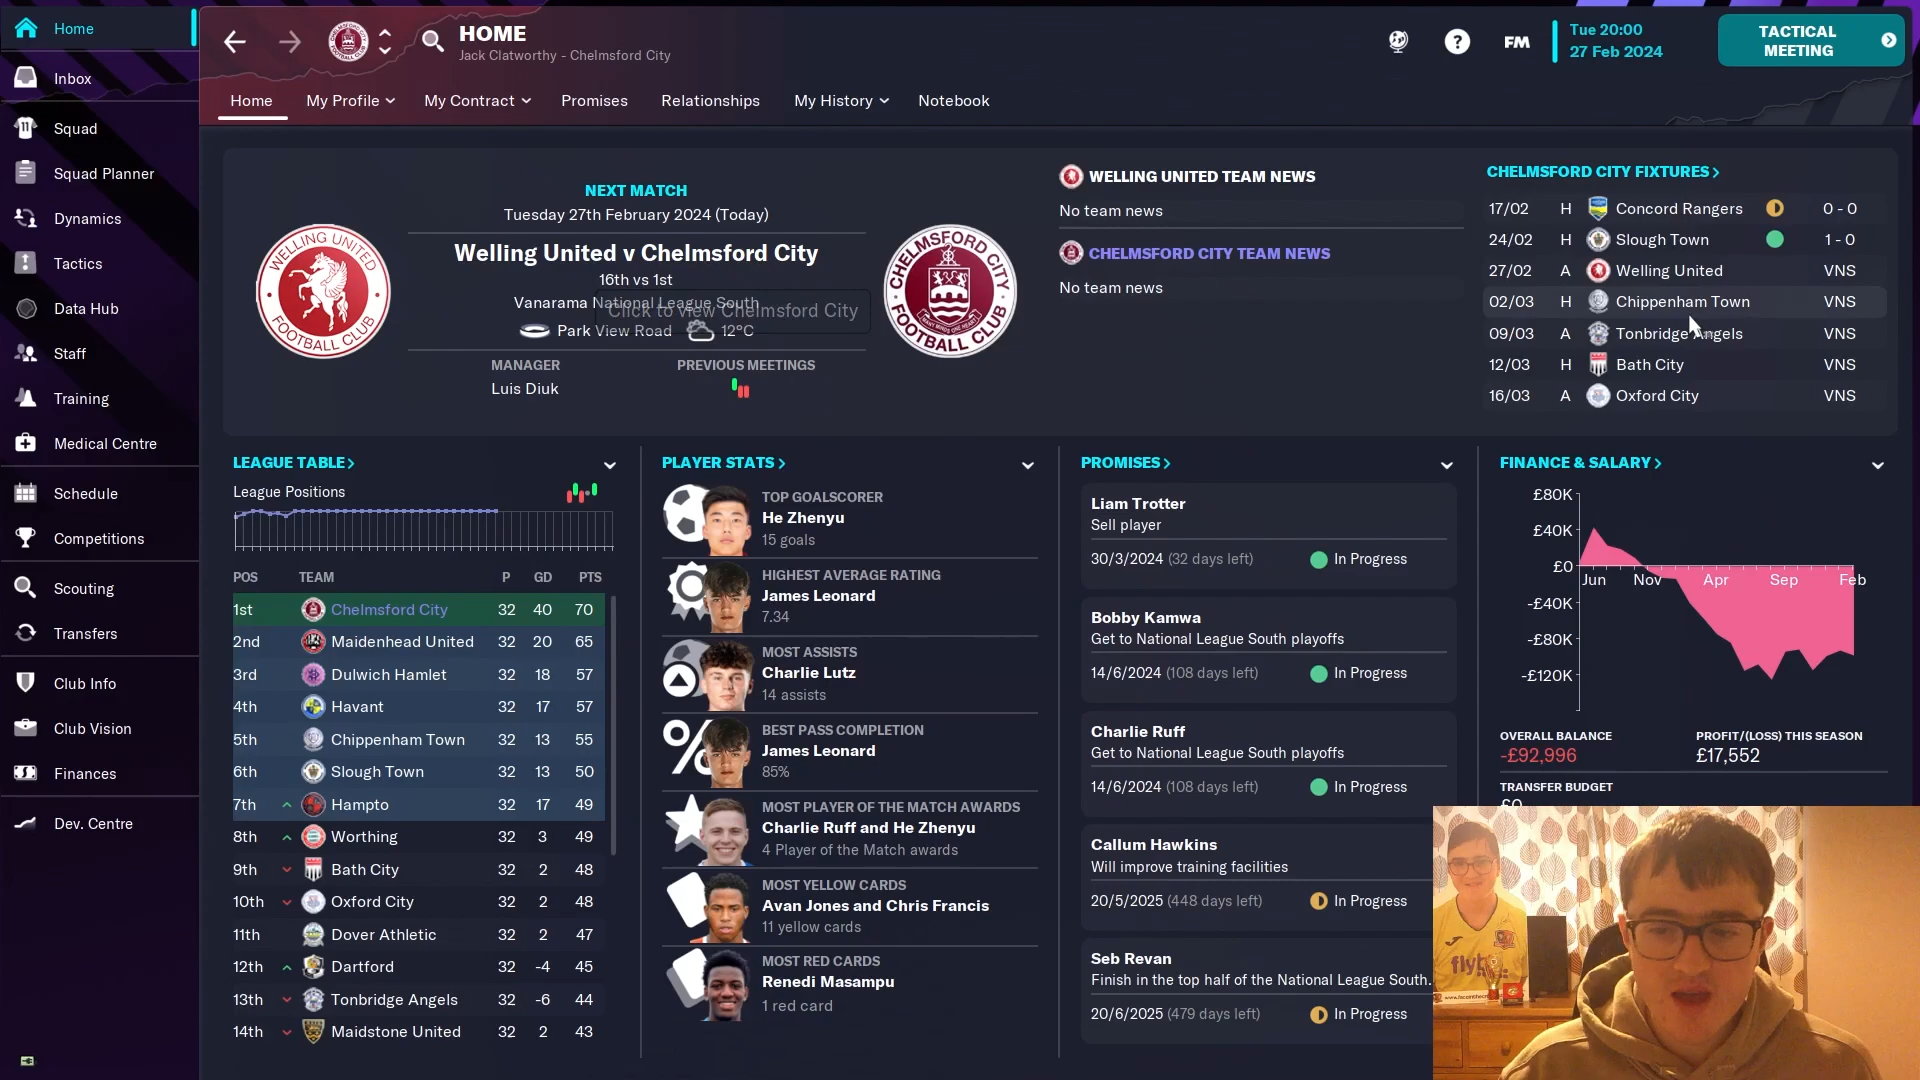 Home
Inbox
Squad
Squad Planner
Dynamics
Tactics
Data Hub
Staff
Training
Medical Centre
Schedule
Competitions
Scouting
Transfers
Club Info
Club Vision
Finances
Dev. Centre
HOME
Jack Clatworthy - Chelmsford City
FM
Tue 20:00
27 Feb 2024
TACTICAL
MEETING
Home My Profile My Contract Promises Relationships My History Notebook
NEXT MATCH
Tuesday 27th February 2024 (Today)
Welling United v Chelmsford City
16th vs 1st
Vanarama National League South
Click to view Chelmsford City
Park View Road 12°C
MANAGER
Luis Diuk
PREVIOUS MEETINGS
WELLING UNITED
FOOTBALL CLUB
CHELMSFORD CITY
FOOTBALL CLUB
WELLING UNITED TEAM NEWS
No team news
CHELMSFORD CITY TEAM NEWS
No team news
CHELMSFORD CITY FIXTURES
17/02 H Concord Rangers 0 - 0
24/02 H Slough Town 1 - 0
27/02 A Welling United VNS
02/03 H Chippenham Town VNS
09/03 A Tonbridge Angels VNS
12/03 H Bath City VNS
16/03 A Oxford City VNS
LEAGUE TABLE
League Positions
POS TEAM P GD PTS
1st Chelmsford City 32 40 70
2nd Maidenhead United 32 20 65
3rd Dulwich Hamlet 32 18 57
4th Havant 32 17 57
5th Chippenham Town 32 13 55
6th Slough Town 32 13 50
7th Hampto 32 17 49
8th Worthing 32 3 49
9th Bath City 32 2 48
10th Oxford City 32 2 48
11th Dover Athletic 32 2 47
12th Dartford 32 -4 45
13th Tonbridge Angels 32 -6 44
14th Maidstone United 32 2 43
PLAYER STATS
TOP GOALSCORER
He Zhenyu
15 goals
HIGHEST AVERAGE RATING
James Leonard
7.34
MOST ASSISTS
Charlie Lutz
14 assists
BEST PASS COMPLETION
James Leonard
85%
MOST PLAYER OF THE MATCH AWARDS
Charlie Ruff and He Zhenyu
4 Player of the Match awards
MOST YELLOW CARDS
Avan Jones and Chris Francis
11 yellow cards
MOST RED CARDS
Renedi Masampu
1 red card
PROMISES
Liam Trotter
Sell player
30/3/2024 (32 days left) In Progress
Bobby Kamwa
Get to National League South playoffs
14/6/2024 (108 days left) In Progress
Charlie Ruff
Get to National League South playoffs
14/6/2024 (108 days left) In Progress
Callum Hawkins
Will improve training facilities
20/5/2025 (448 days left) In Progress
Seb Revan
Finish in the top half of the National League South.
20/6/2025 (479 days left) In Progress
FINANCE & SALARY
£80K
£40K
£0
-£40K
-£80K
-£120K
Jun Nov Apr Sep Feb
OVERALL BALANCE
-£92,996
PROFIT/(LOSS) THIS SEASON
£17,552
TRANSFER BUDGET
£0